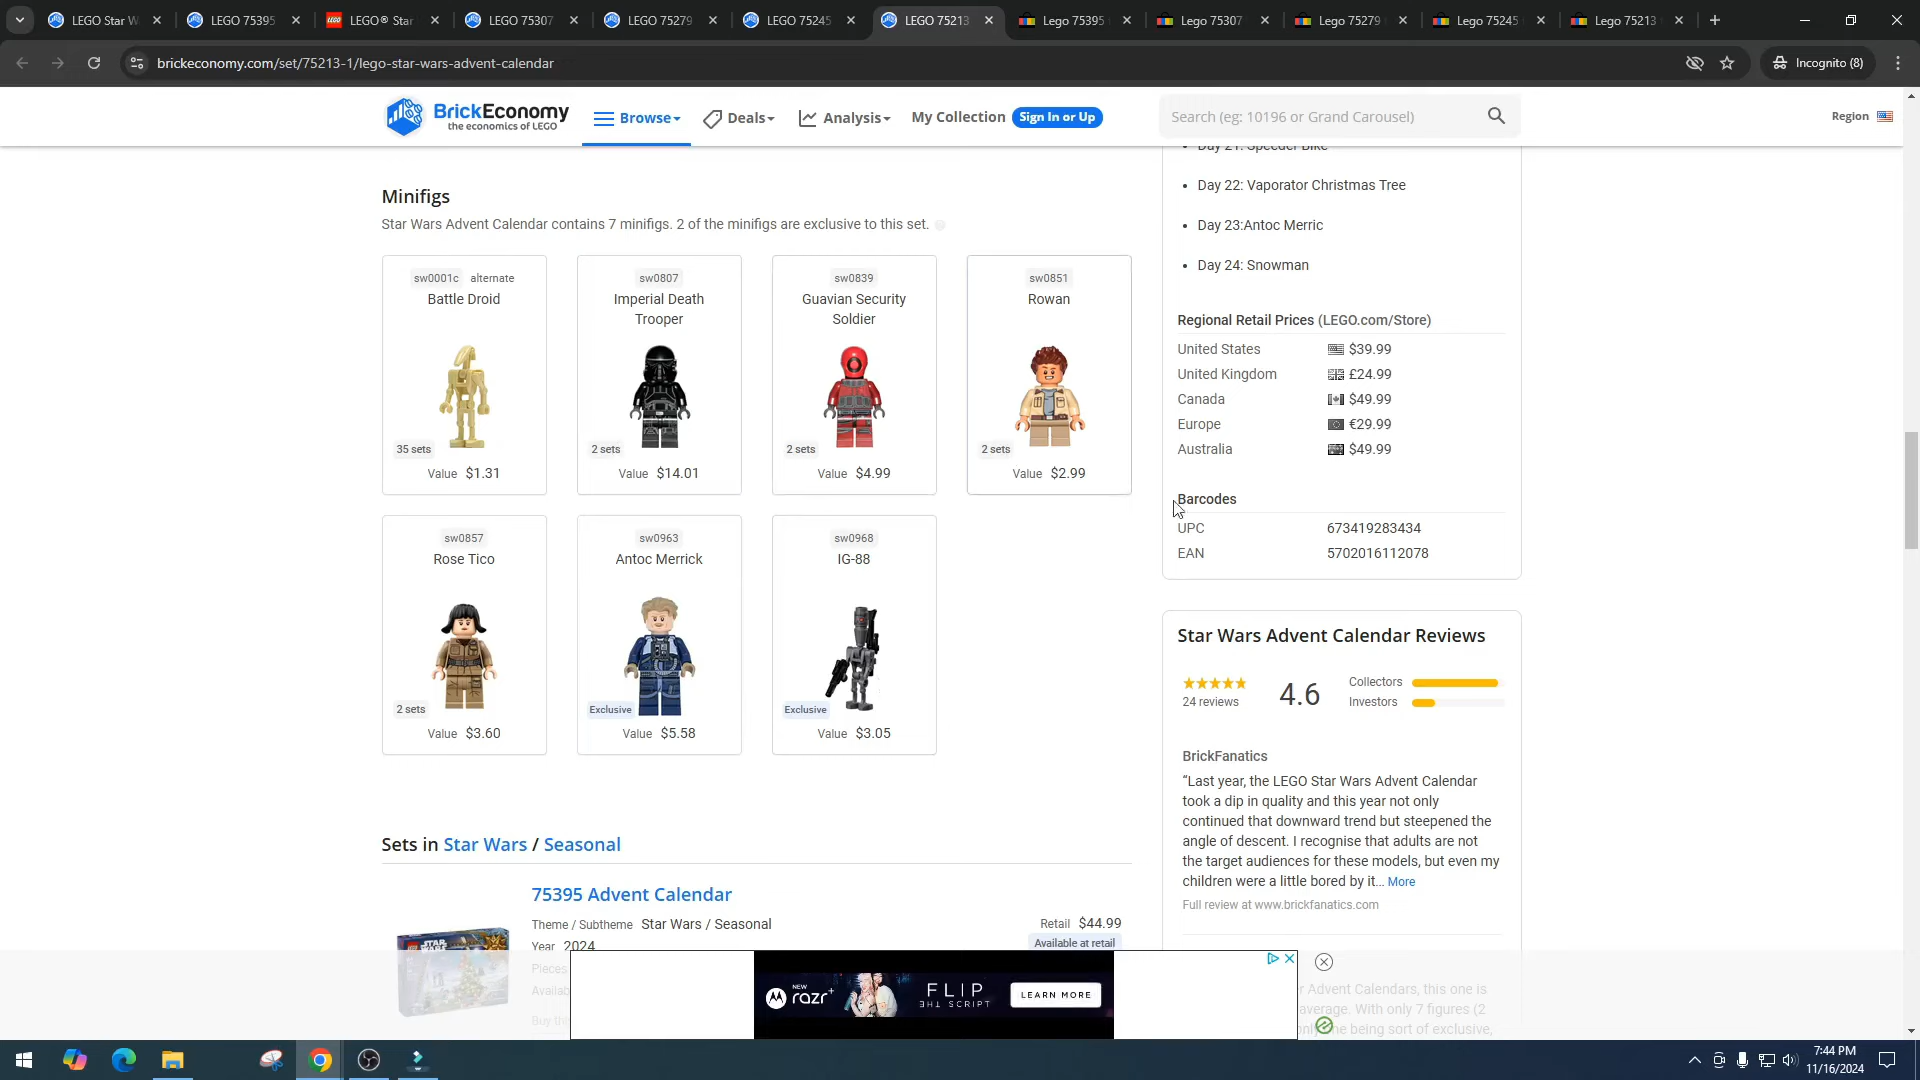 LEGO Star W
LEGO 75395
LEGO® Star
LEGO 75307
LEGO 75279
LEGO 75245
LEGO 75213
Lego 75395
Lego 75307
Lego 75279
Lego 75245
Lego 75213
brickeconomy.com/set/75213-1/lego-star-wars-advent-calendar
Incognito (8)
BrickEconomy
the economics of LEGO
Browse
Deals
Analysis
My Collection
Sign In or Up
Search (eg: 10196 or Grand Carousel)
Region
Minifigs
Star Wars Advent Calendar contains 7 minifigs. 2 of the minifigs are exclusive to this set.
sw0001c alternate
Battle Droid
35 sets
Value $1.31
sw0807
Imperial Death
Trooper
2 sets
Value $14.01
sw0839
Guavian Security
Soldier
2 sets
Value $4.99
sw0851
Rowan
2 sets
Value $2.99
sw0857
Rose Tico
2 sets
Value $3.60
sw0963
Antoc Merrick
Exclusive
Value $5.58
sw0968
IG-88
Exclusive
Value $3.05
Sets in Star Wars / Seasonal
75395 Advent Calendar
Theme / Subtheme Star Wars / Seasonal
Year 2024
Pieces
Availab
Buy thi
Retail $44.99
Available at retail
Day 21: Speeder Bike
Day 22: Vaporator Christmas Tree
Day 23:Antoc Merric
Day 24: Snowman
Regional Retail Prices (LEGO.com/Store)
United States $39.99
United Kingdom £24.99
Canada $49.99
Europe €29.99
Australia $49.99
Barcodes
UPC 673419283434
EAN 5702016112078
Star Wars Advent Calendar Reviews
24 reviews
4.6
Collectors
Investors
BrickFanatics
“Last year, the LEGO Star Wars Advent Calendar
took a dip in quality and this year not only
continued that downward trend but steepened the
angle of descent. I recognise that adults are not
the target audiences for these models, but even my
children were a little bored by it... More
Full review at www.brickfanatics.com
r Advent Calendars, this one is
average. With only 7 figures (2
one being sort of exclusive,
NEW
razr+
FLIP
THE SCRIPT
LEARN MORE
7:44 PM
11/16/2024